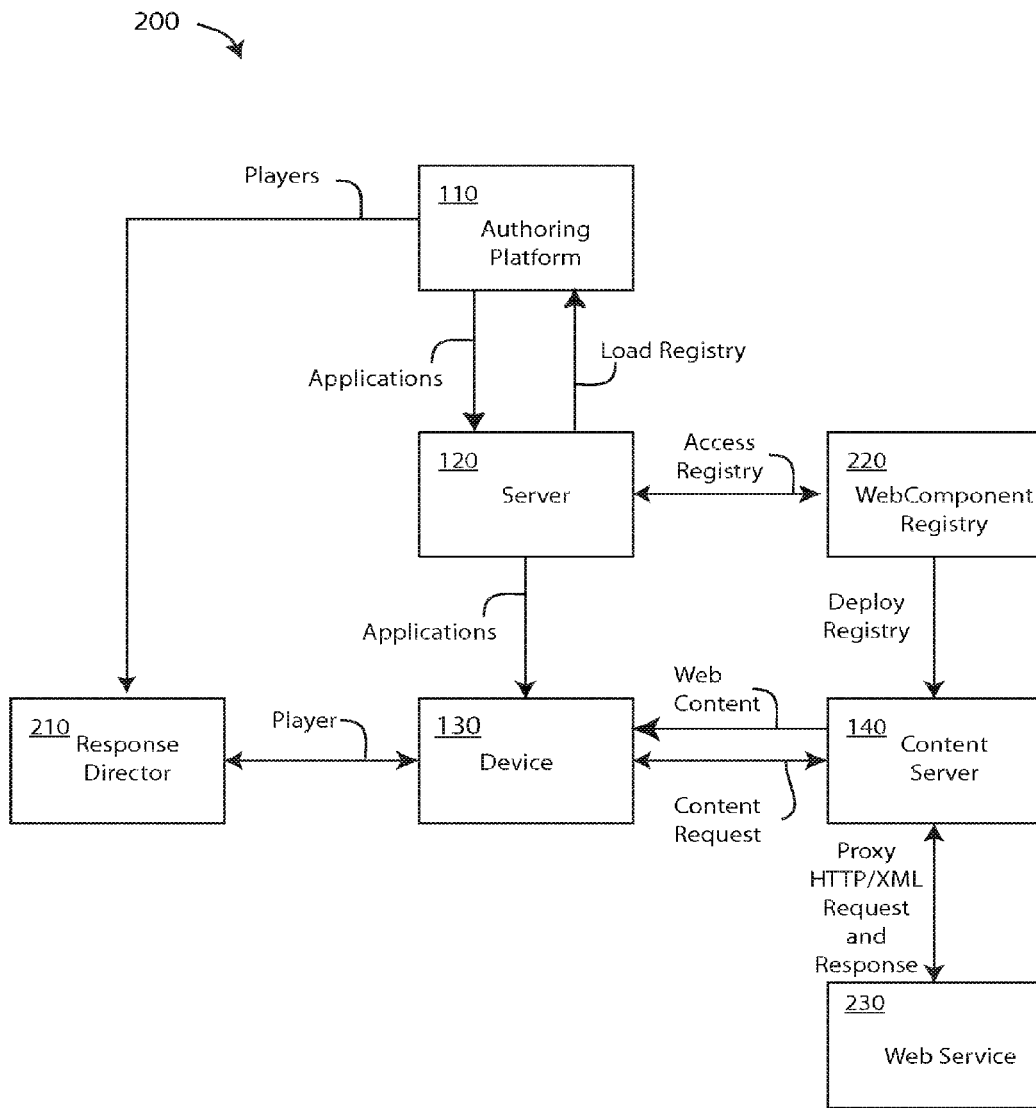 200
Players
110
Authoring
Platform
Applications
Load Registry
120
Server
Access
Registry
220
WebComponent
Registry
Applications
Deploy
Registry
Web
Content
210
Response
Director
Player
130
Device
140
Content
Server
Content
Request
Proxy
HTTP/XML
Request
and
Response
230
Web Service